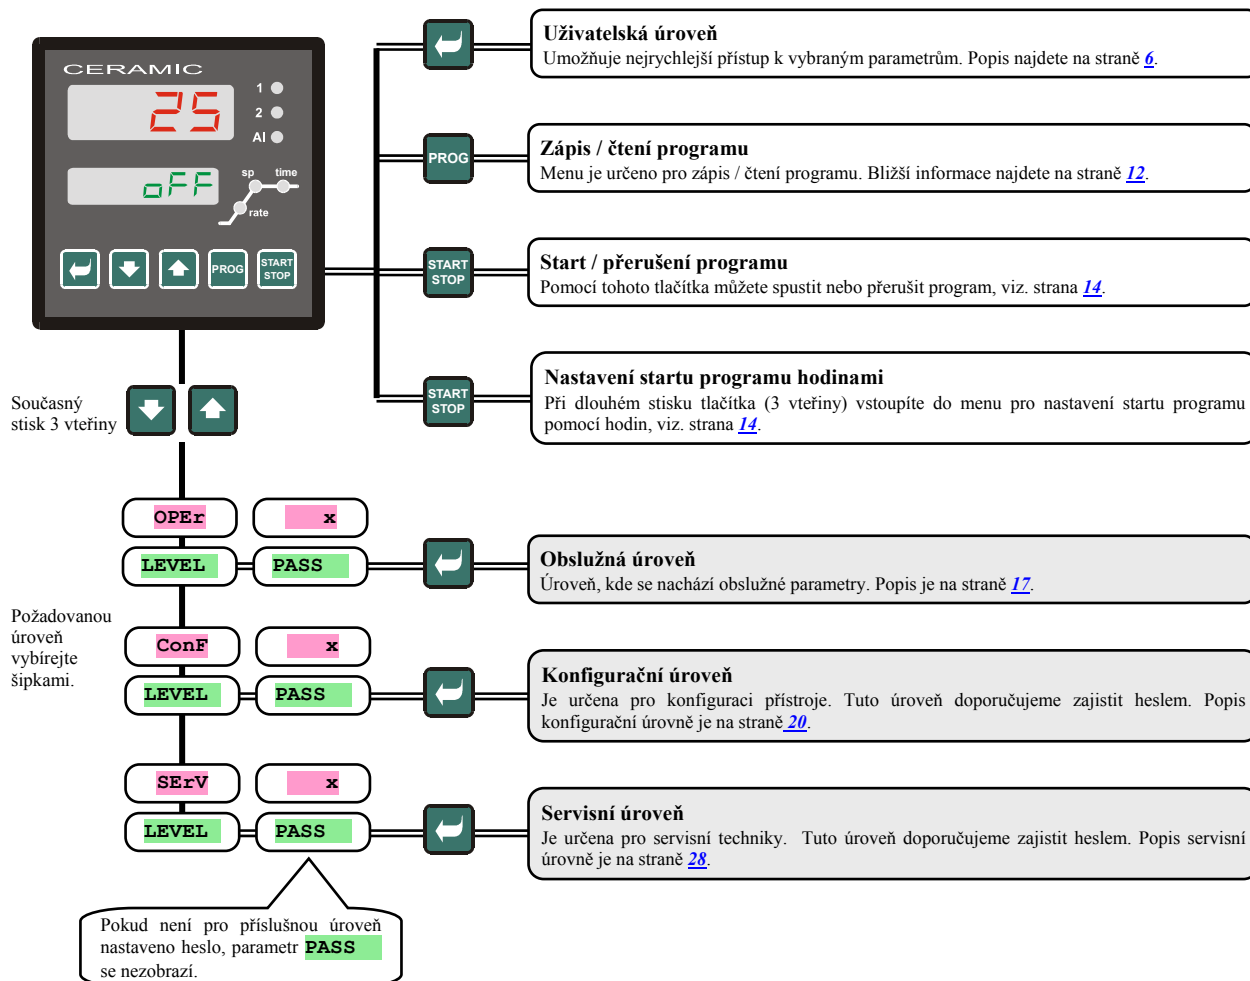 CERAMIC
25
1
2
Al
oFF
sp
time
rate
PROG
START
STOP
Uživatelská úroveň
Umožňuje nejrychlejší přístup k vybraným parametrům. Popis najdete na straně 6.
PROG
Zápis / čtení programu
Menu je určeno pro zápis / čtení programu. Bližší informace najdete na straně 12.
START
STOP
Start / přerušení programu
Pomocí tohoto tlačítka můžete spustit nebo přerušit program, viz. strana 14.
START
STOP
Nastavení startu programu hodinami
Při dlouhém stisku tlačítka (3 vteřiny) vstoupíte do menu pro nastavení startu programu
pomocí hodin, viz. strana 14.
Současný
stisk 3 vteřiny
OPEr
x
LEVEL
PASS
Obslužná úroveň
Úroveň, kde se nachází obslužné parametry. Popis je na straně 17.
Požadovanou
úroveň
vybírejte
šipkami.
ConF
x
LEVEL
PASS
Konfigurační úroveň
Je určena pro konfiguraci přístroje. Tuto úroveň doporučujeme zajistit heslem. Popis
konfigurační úrovně je na straně 20.
SErV
x
LEVEL
PASS
Servisní úroveň
Je určena pro servisní techniky. Tuto úroveň doporučujeme zajistit heslem. Popis servisní
úrovně je na straně 28.
Pokud není pro příslušnou úroveň
nastaveno heslo, parametr PASS
se nezobrazí.